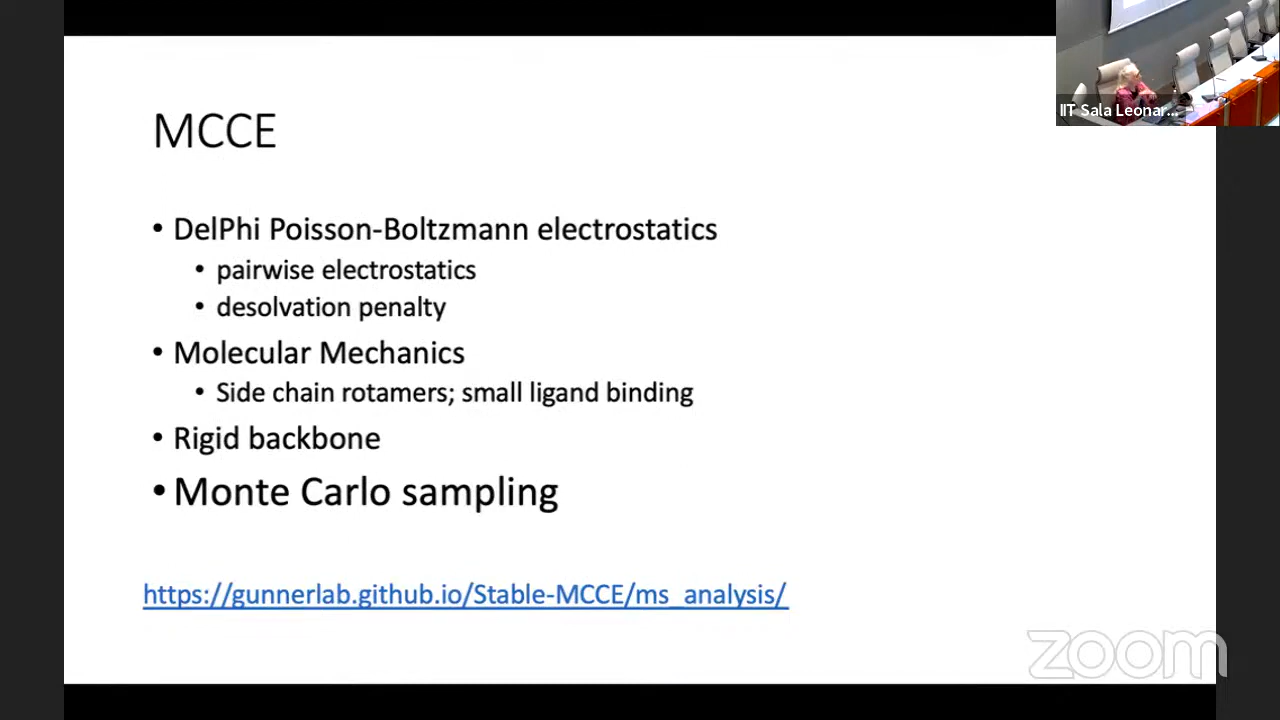 MCCE
• DelPhi Poisson-Boltzmann electrostatics
• pairwise electrostatics
• desolvation penalty
• Molecular Mechanics
• Side chain rotamers; small ligand binding
• Rigid backbone
• Monte Carlo sampling
https://gunnerlab.github.io/Stable-MCCE/ms_analysis/
IIT Sala Leonar...
zoom